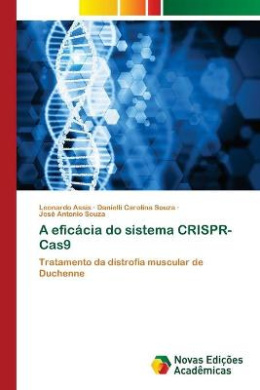 Leonardo Assis · Danielli Carolina Souza ·
José Antonio Souza
A eficácia do sistema CRISPR-
Cas9
Tratamento da distrofia muscular de
Duchenne
Novas Edições
Acadêmicas